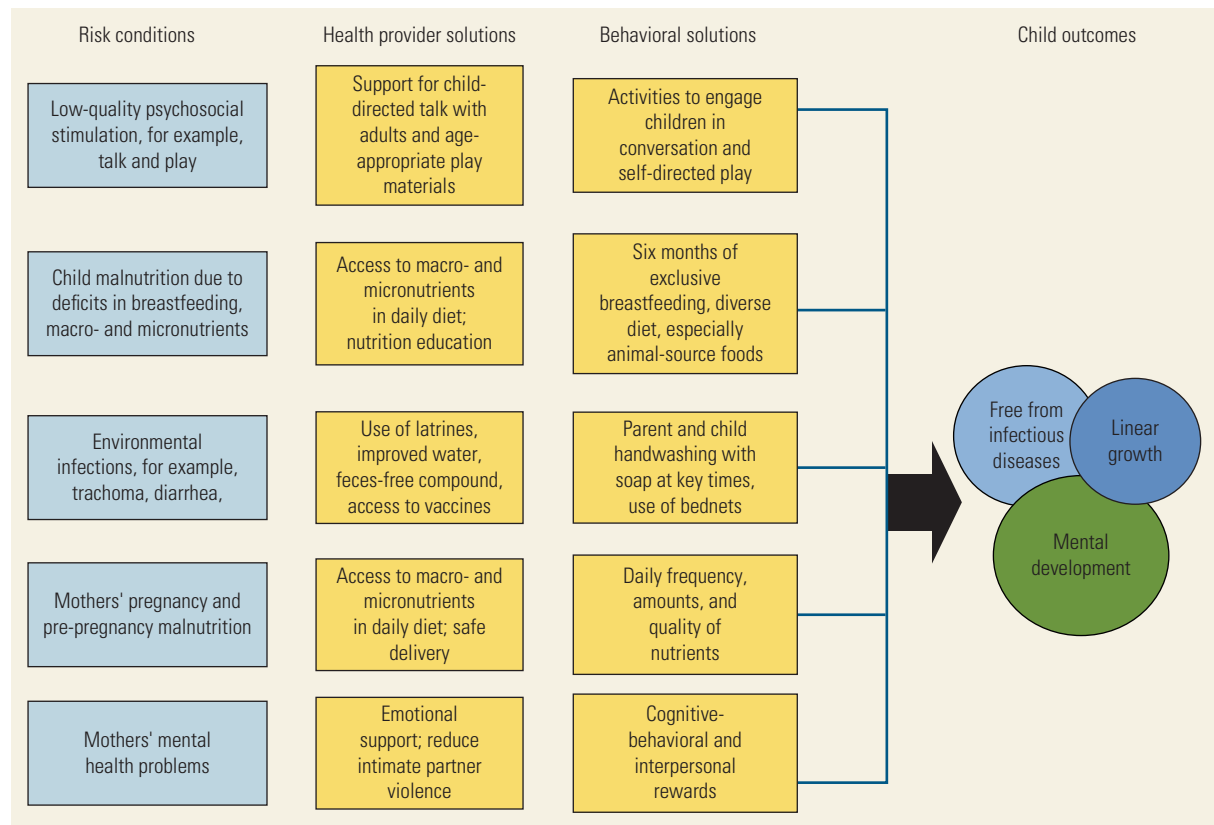 Risk conditions
Health provider solutions
Behavioral solutions
Child outcomes
Low-quality psychosocial
stimulation, for example,
talk and play
Support for child-
directed talk with
adults and age-
appropriate play
materials
Activities to engage
children in
conversation and
self-directed play
Child malnutrition due to
deficits in breastfeeding,
macro- and micronutrients
Access to macro- and
micronutrients
in daily diet;
nutrition education
Six months of
exclusive
breastfeeding, diverse
diet, especially
animal-source foods
Environmental
infections, for example,
trachoma, diarrhea,
Use of latrines,
improved water,
feces-free compound,
access to vaccines
Parent and child
handwashing with
soap at key times,
use of bednets
Mothers' pregnancy and
pre-pregnancy malnutrition
Access to macro- and
micronutrients
in daily diet; safe
delivery
Daily frequency,
amounts, and
quality of
nutrients
Mothers' mental
health problems
Emotional
support; reduce
intimate partner
violence
Cognitive-
behavioral and
interpersonal
rewards
Free from
infectious
diseases
Linear
growth
Mental
development